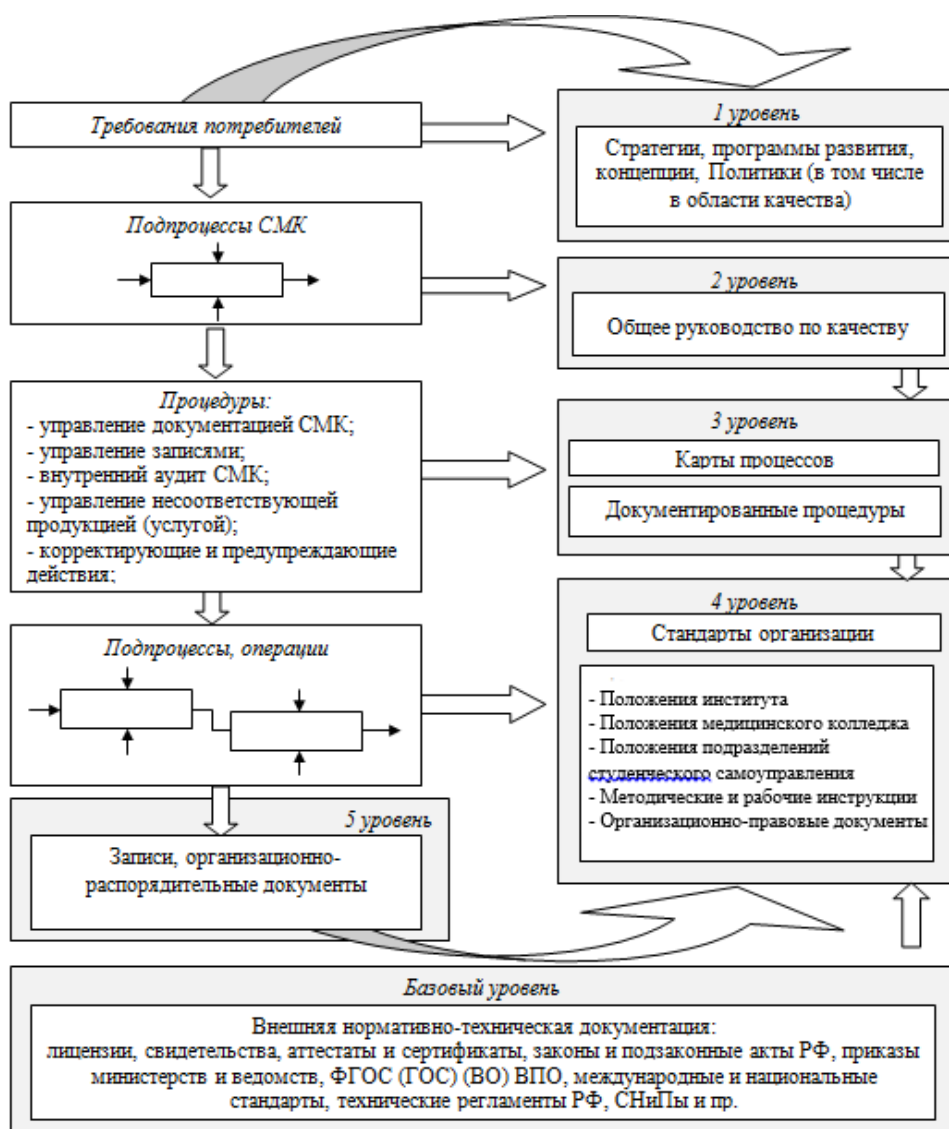 Требования потребителей
1 уровень
Стратегии, программы развития,
концепции, Политики (в том числе
в области качества)
Подпроцессы СМК
2 уровень
Общее руководство по качеству
Процедуры:
- управление документацией СМК;
- управление записями;
- внутренний аудит СМК;
- управление несоответствующей
продукцией (услугой);
- корректирующие и предупреждающие
действия;
3 уровень
Карты процессов
Документированные процедуры
4 уровень
Стандарты организации
- Положения института
- Положения медицинского колледжа
- Положения подразделений
студенческого самоуправления
- Методические и рабочие инструкции
- Организационно-правовые документы
Подпроцессы, операции
5 уровень
Записи, организационно-
распорядительные документы
Базовый уровень
Внешняя нормативно-техническая документация:
лицензии, свидетельства, аттестаты и сертификаты, законы и подзаконные акты РФ, приказы
министерств и ведомств, ФГОС (ГОС) (ВО) ВПО, международные и национальные
стандарты, технические регламенты РФ, СНиПы и пр.